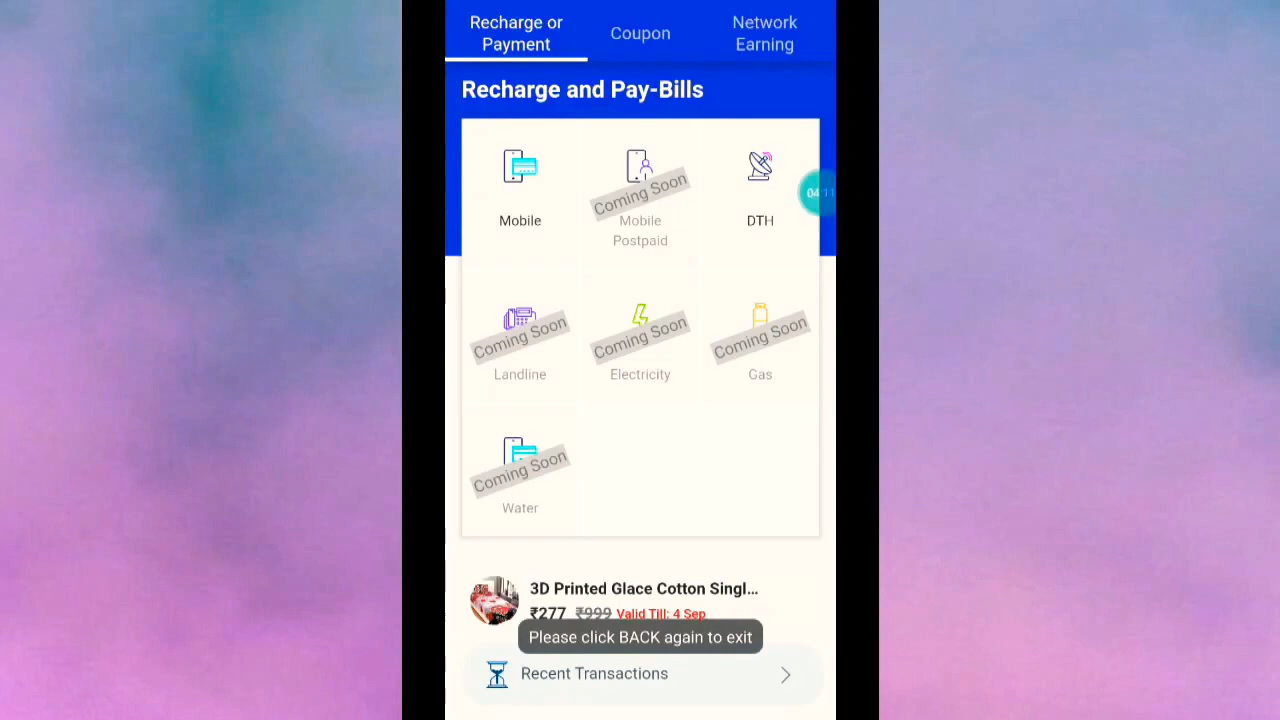 Recharge or
Payment
Coupon
Network
Earning
Recharge and Pay-Bills
Mobile
Coming Soon
Mobile
Postpaid
DTH
04:11
Coming Soon
Landline
Coming Soon
Electricity
Coming Soon
Gas
Coming Soon
Water
3D Printed Glace Cotton Singl...
₹277 ₹999 Valid Till: 4 Sep
Please click BACK again to exit
Recent Transactions